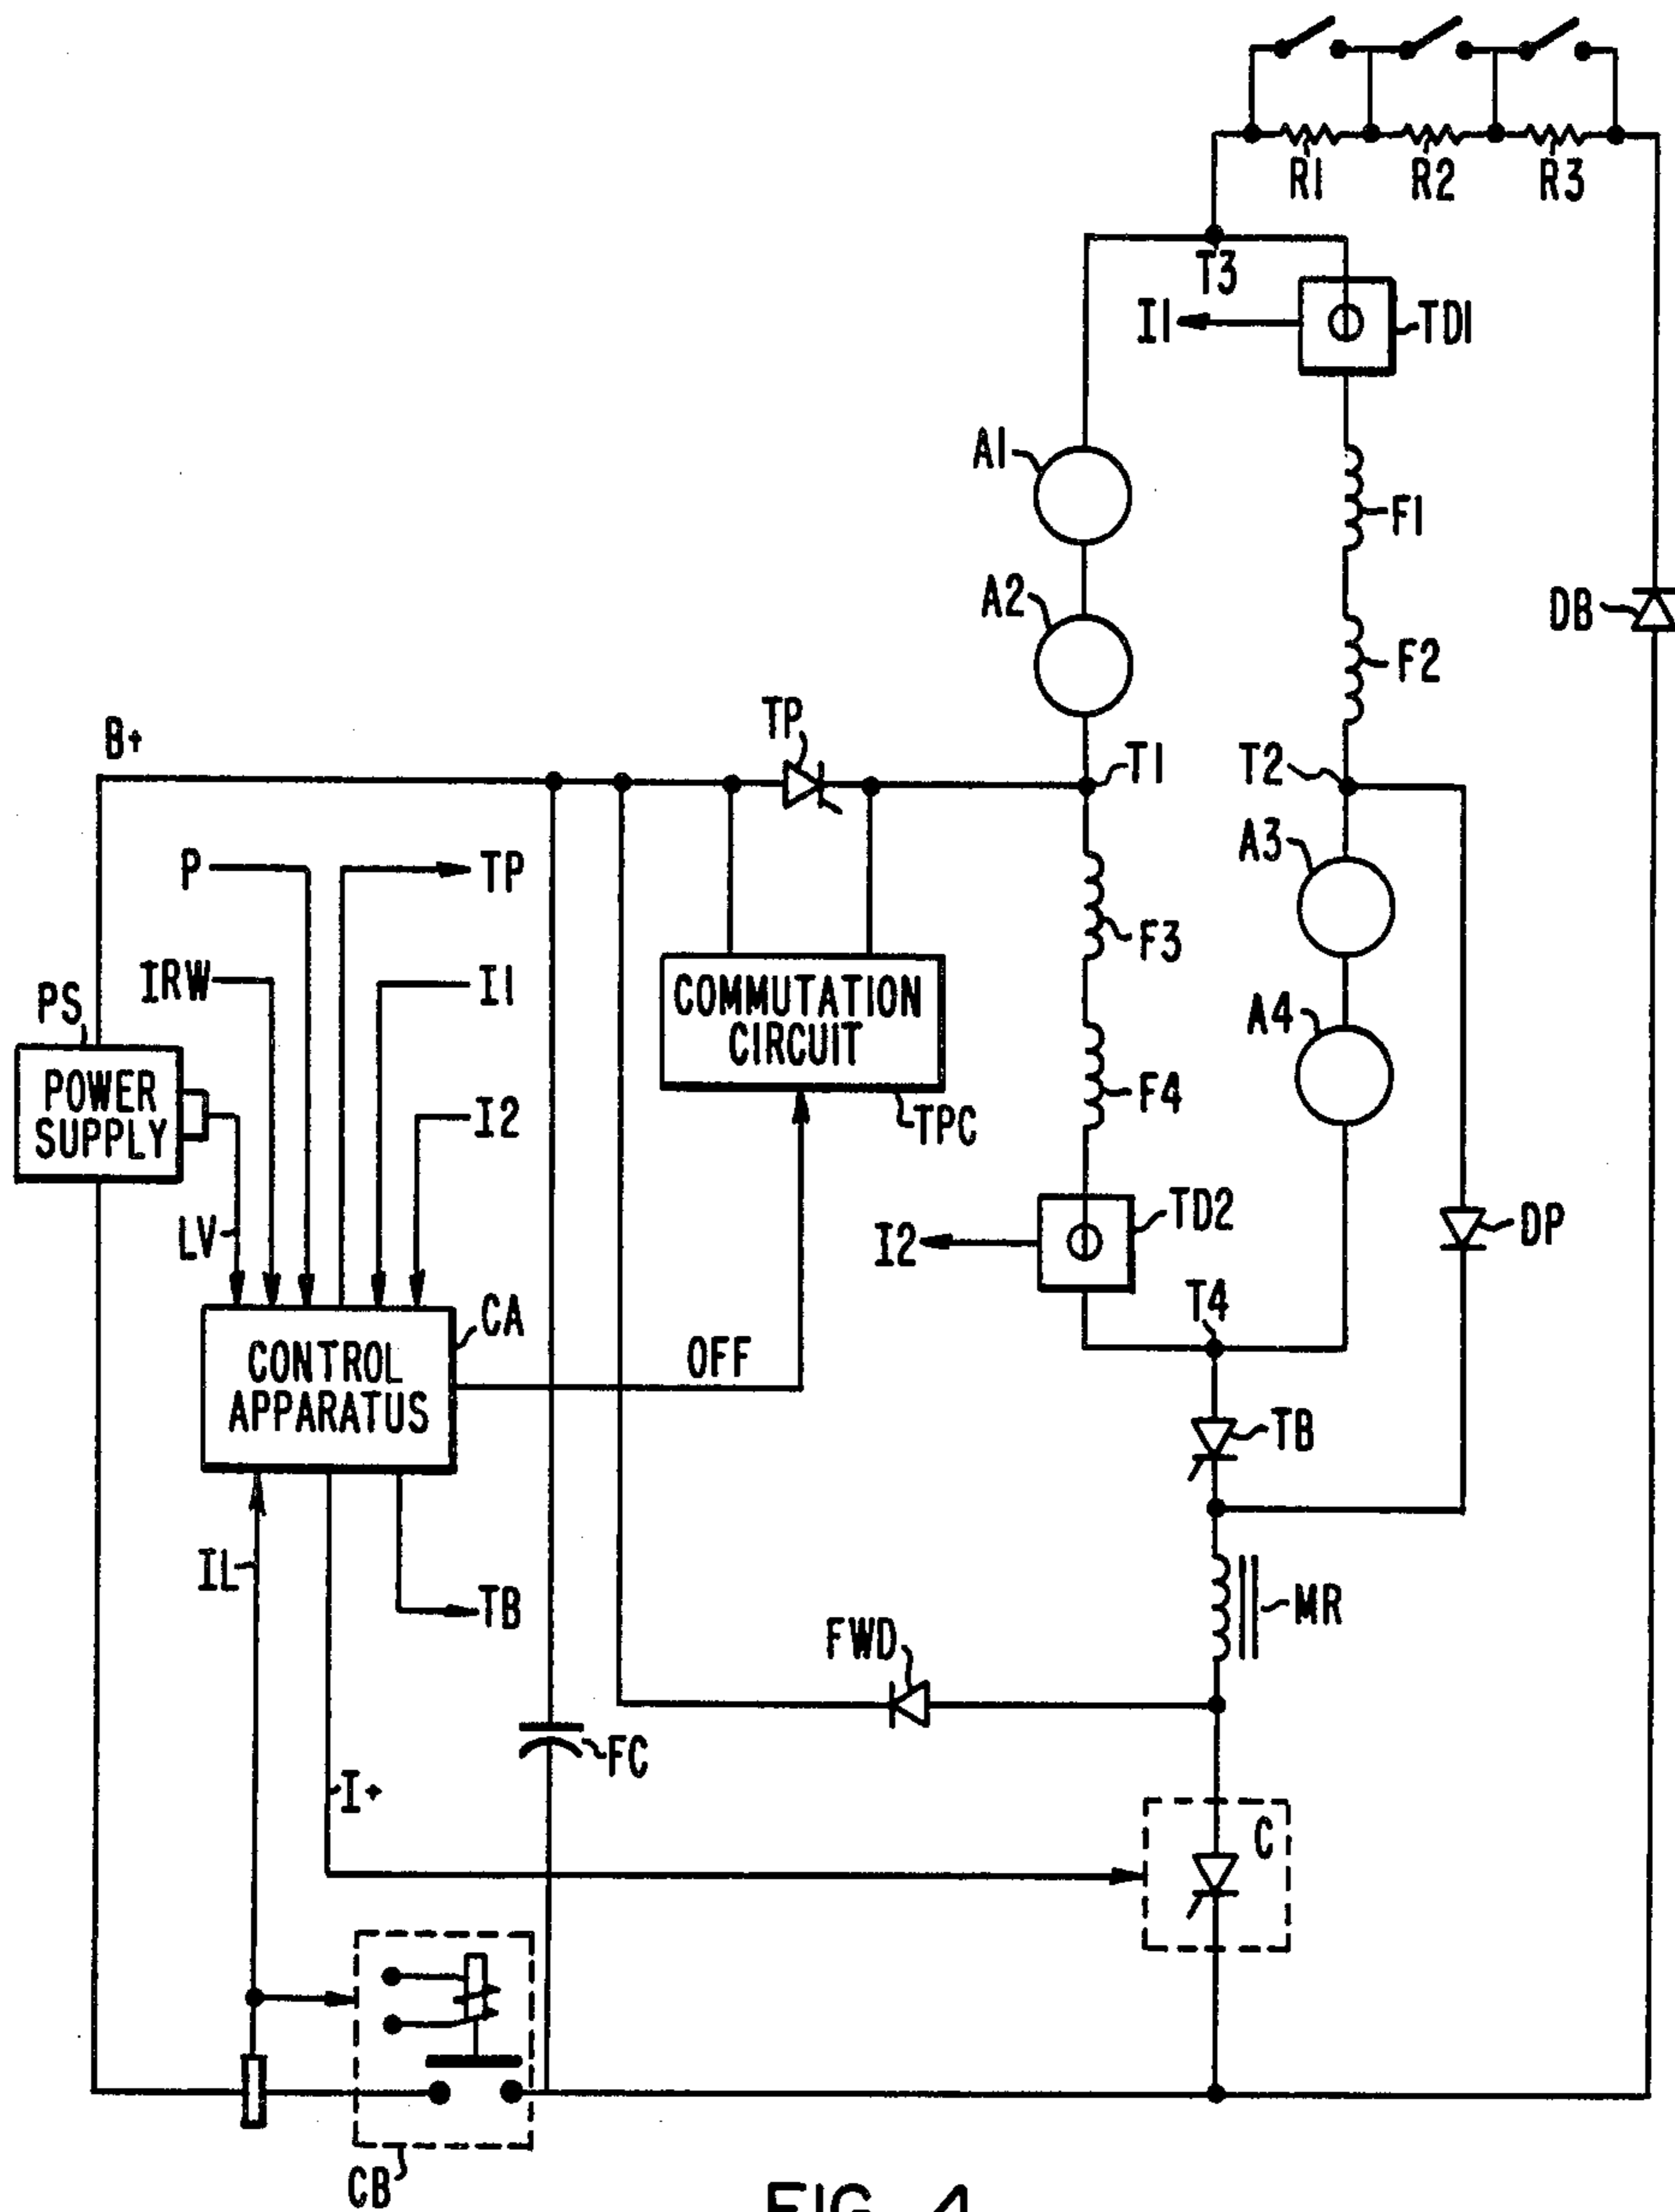 R1
R2
R3
T3
I1
TD1
A1
F1
A2
DB
F2
TP
B+
T1
T2
P
TP
A3
F3
IRW
I1
PS
COMMUTATION
CIRCUIT
A4
POWER
SUPPLY
I2
F4
TPC
LV
TD2
DP
I2
T4
CA
OFF
CONTROL
APPARATUS
TB
IL
TB
MR
FWD
FC
I+
C
CB
FIG. 4